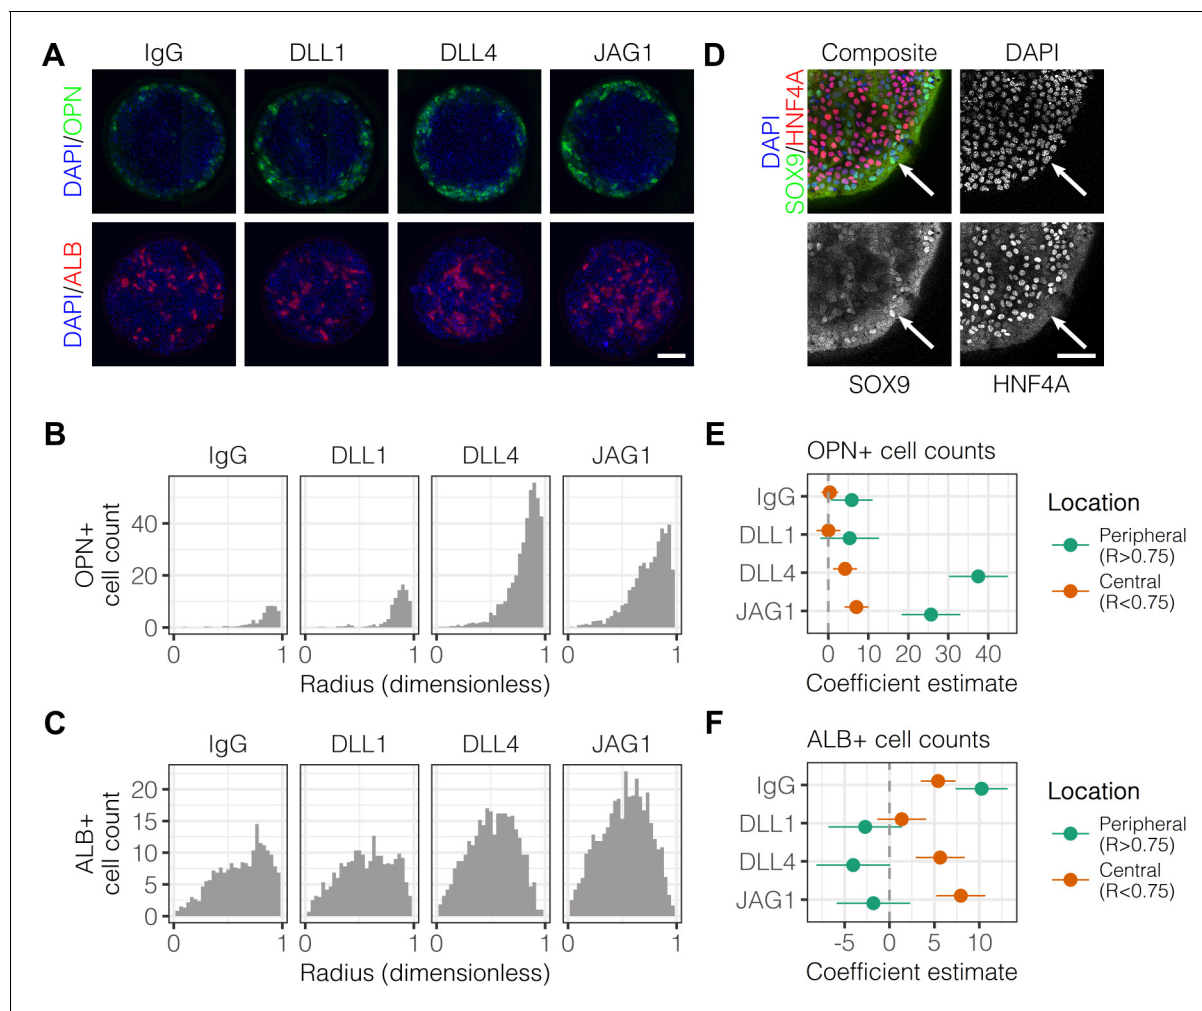 A
IgG DLL1 DLL4 JAG1
DAPI/OPN
DAPI/ALB
D
Composite DAPI
DAPI
SOX9/HNF4A
SOX9 HNF4A
B
IgG DLL1 DLL4 JAG1
OPN+
cell count
40
20
0
0 1 0 1 0 1 0 1
Radius (dimensionless)
C
IgG DLL1 DLL4 JAG1
ALB+
cell count
20
15
10
5
0
0 1 0 1 0 1 0 1
Radius (dimensionless)
E
OPN+ cell counts
IgG
DLL1
DLL4
JAG1
0 10 20 30 40
Coefficient estimate
Location
Peripheral
(R>0.75)
Central
(R<0.75)
F
ALB+ cell counts
IgG
DLL1
DLL4
JAG1
-5 0 5 10
Coefficient estimate
Location
Peripheral
(R>0.75)
Central
(R<0.75)